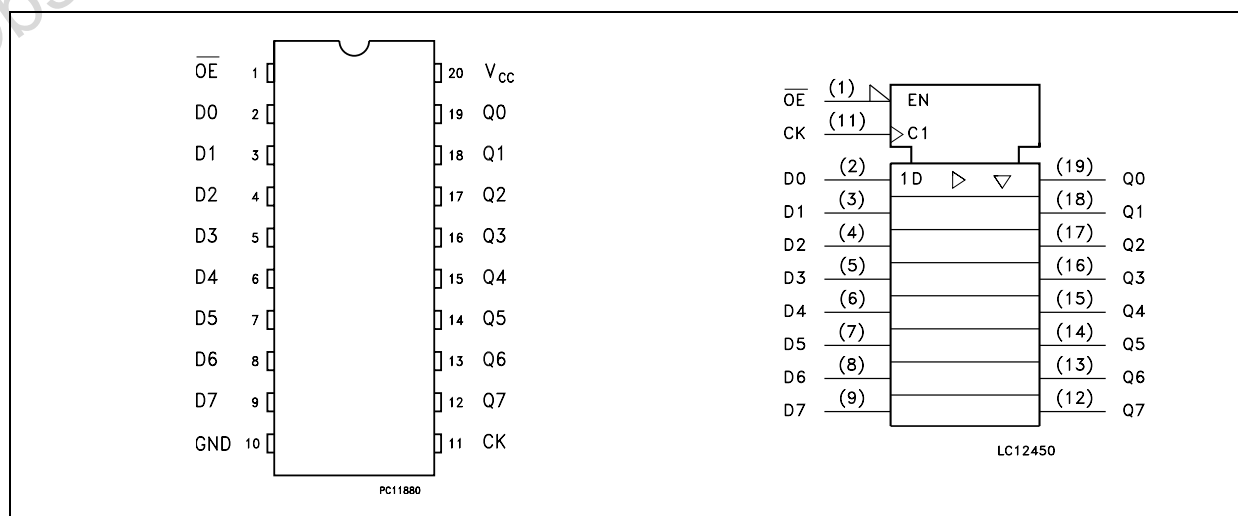 O̅E̅ 1 20 VCC
D0 2 19 Q0
D1 3 18 Q1
D2 4 17 Q2
D3 5 16 Q3
D4 6 15 Q4
D5 7 14 Q5
D6 8 13 Q6
D7 9 12 Q7
GND 10 11 CK
PC11880
O̅E̅ (1) EN
CK (11) C1
D0 (2) 1D (19) Q0
D1 (3) (18) Q1
D2 (4) (17) Q2
D3 (5) (16) Q3
D4 (6) (15) Q4
D5 (7) (14) Q5
D6 (8) (13) Q6
D7 (9) (12) Q7
LC12450